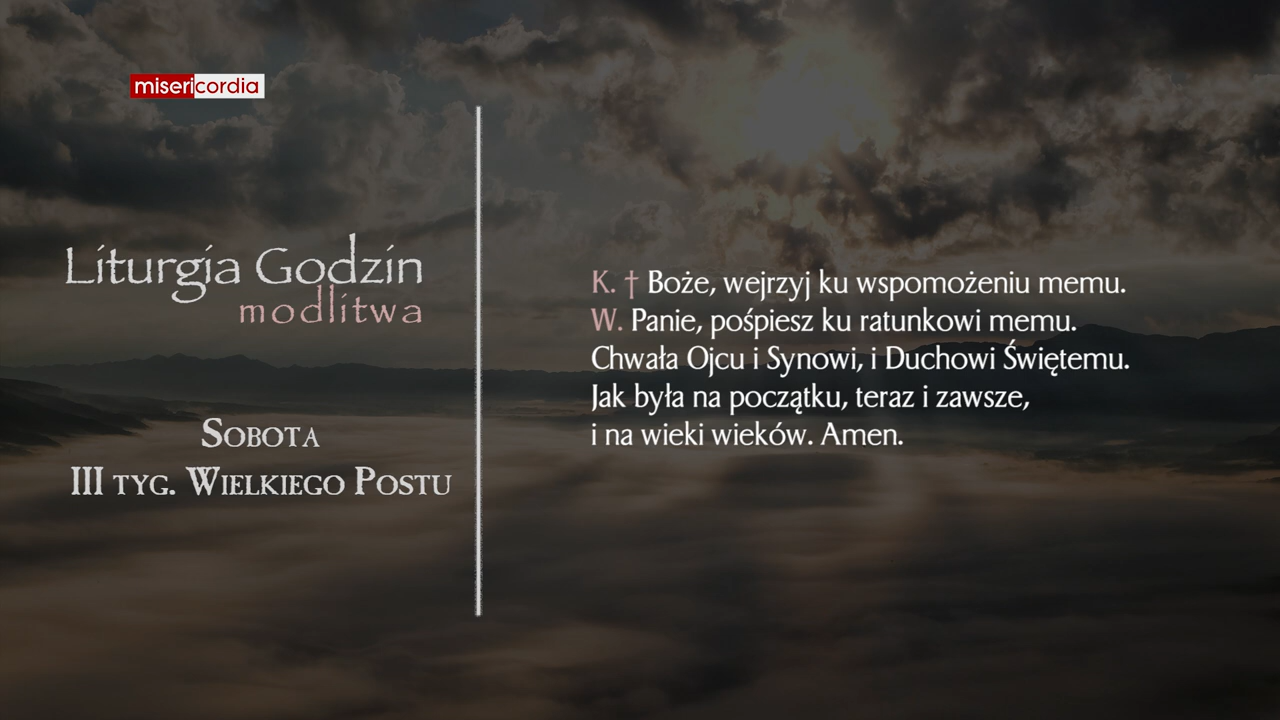 misericordia
Liturgia Godzin
modlitwa
Sobota
III tyg. Wielkiego Postu
K. † Boże, wejrzyj ku wspomożeniu memu.
W. Panie, pośpiesz ku ratunkowi memu.
Chwała Ojcu i Synowi, i Duchowi Świętemu.
Jak była na początku, teraz i zawsze,
i na wieki wieków. Amen.